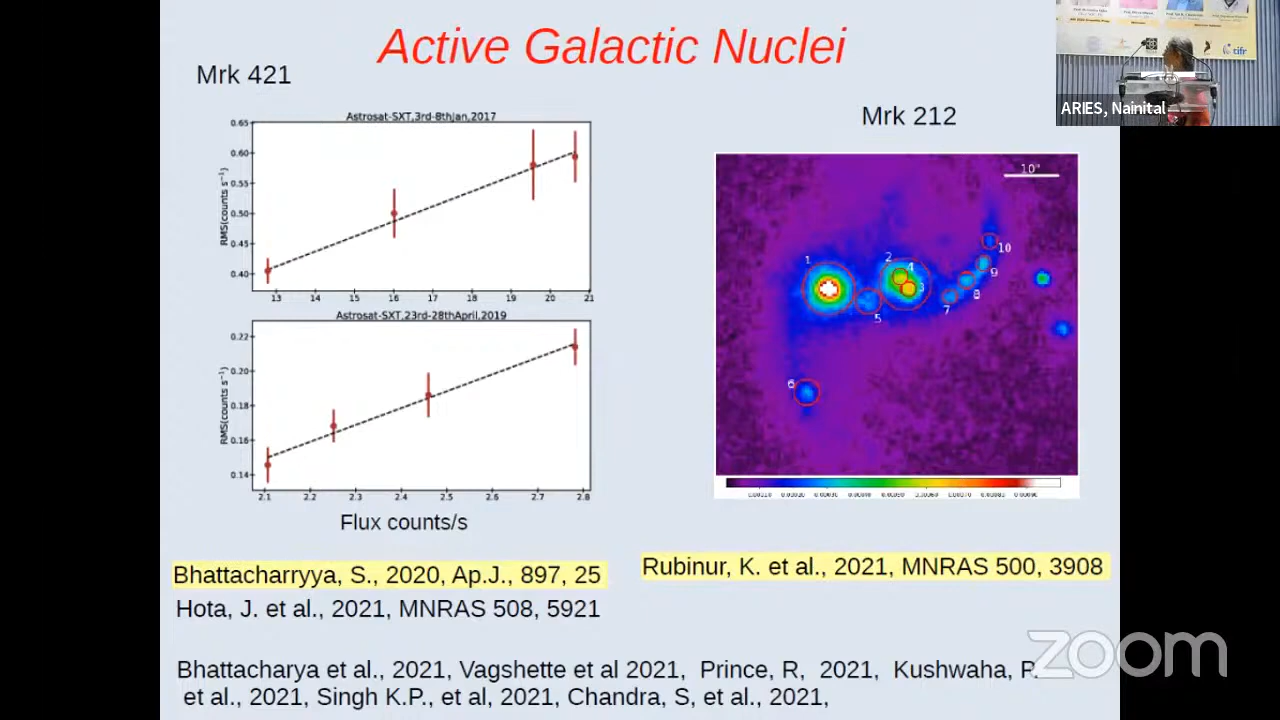 Active Galactic Nuclei
Mrk 421
Astrosat-SXT,3rd-8thJan,2017
RMS(counts s⁻¹)
0.65
0.60
0.55
0.50
0.45
0.40
13 14 15 16 17 18 19 20 21
Astrosat-SXT,23rd-28thApril,2019
RMS(counts s⁻¹)
0.22
0.20
0.18
0.16
0.14
2.1 2.2 2.3 2.4 2.5 2.6 2.7 2.8
Flux counts/s
Mrk 212
10"
1
2
4
3
5
6
7
8
9
10
Bhattacharryya, S., 2020, Ap.J., 897, 25
Hota, J. et al., 2021, MNRAS 508, 5921
Rubinur, K. et al., 2021, MNRAS 500, 3908
Bhattacharya et al., 2021, Vagshette et al 2021, Prince, R, 2021, Kushwaha, P.
et al., 2021, Singh K.P., et al, 2021, Chandra, S, et al., 2021,
tifr
ARIES, Nainital
zoom